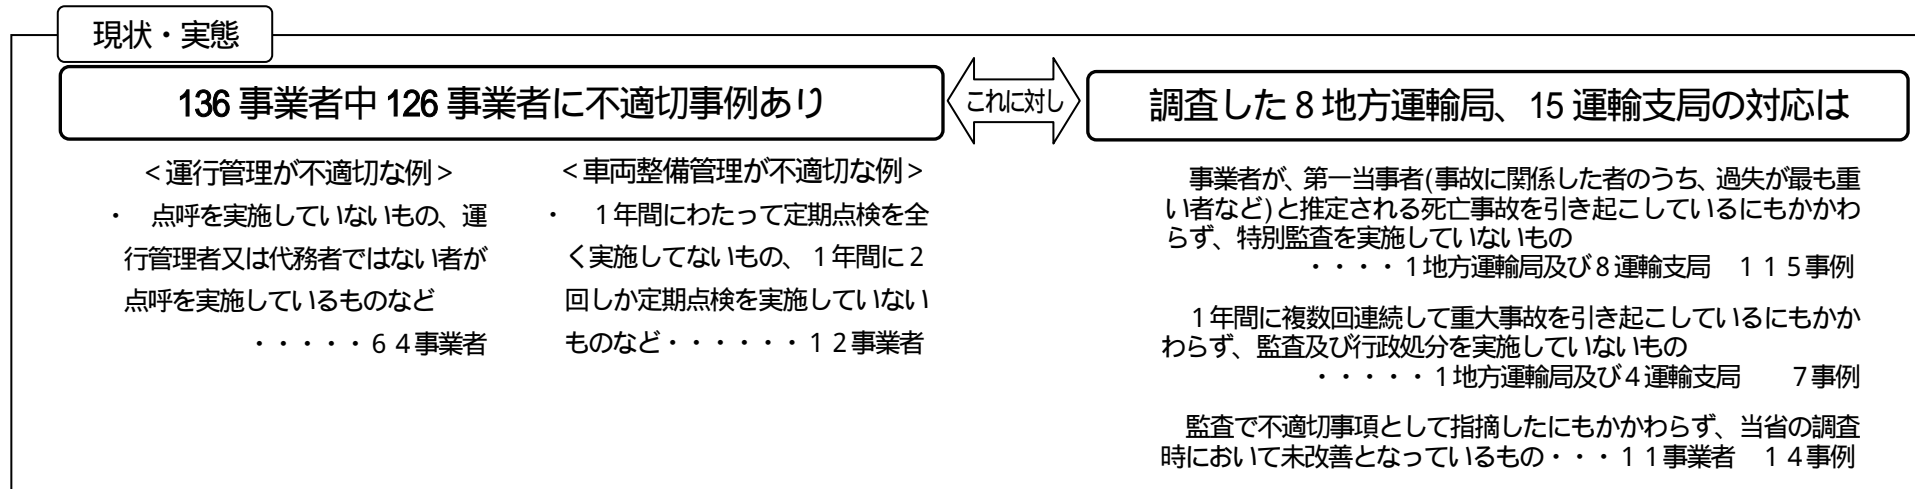 現状・実態
136 事業者中 126 事業者に不適切事例あり
これに対し
調査した８地方運輸局、15 運輸支局の対応は
＜運行管理が不適切な例＞
・　点呼を実施していないもの、運
行管理者又は代務者ではない者が
点呼を実施しているものなど
・・・・・６４事業者
＜車両整備管理が不適切な例＞
・　１年間にわたって定期点検を全
く実施してないもの、１年間に２
回しか定期点検を実施していない
ものなど・・・・・・１２事業者
事業者が、第一当事者(事故に関係した者のうち、過失が最も重
い者など)と推定される死亡事故を引き起こしているにもかかわ
らず、特別監査を実施していないもの
・・・・１地方運輸局及び８運輸支局　１１５事例
１年間に複数回連続して重大事故を引き起こしているにもかか
わらず、監査及び行政処分を実施していないもの
・・・・・１地方運輸局及び４運輸支局　　７事例
監査で不適切事項として指摘したにもかかわらず、当省の調査
時において未改善となっているもの・・・１１事業者　１４事例